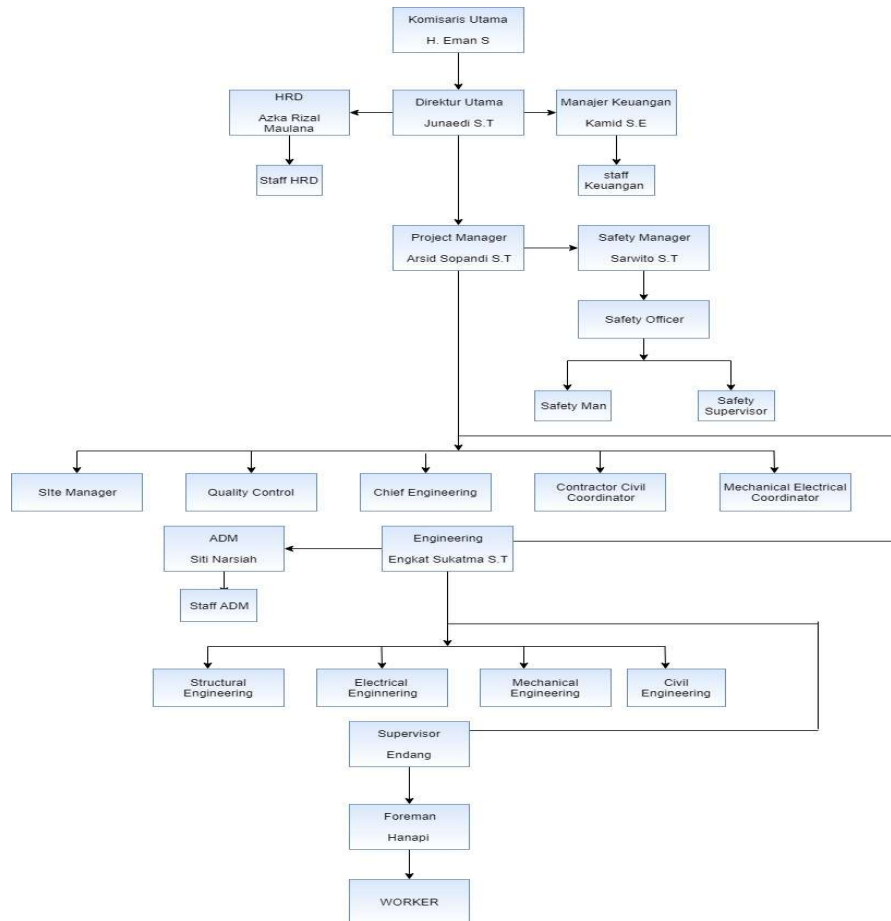 Komisaris Utama
H. Eman S
HRD
Azka Rizal
Maulana
Direktur Utama
Junaedi S.T
Manajer Keuangan
Kamid S.E
Staff HRD
staff
Keuangan
Project Manager
Arsid Sopandi S.T
Safety Manager
Sarwito S.T
Safety Officer
Safety Man
Safety
Supervisor
SIte Manager
Quality Control
Chief Engineering
Contractor Civil
Coordinator
Mechanical Electrical
Coordinator
ADM
Siti Narsiah
Engineering
Engkat Sukatma S.T
Staff ADM
Structural
Engineering
Electrical
Enginnering
Mechanical
Engineering
Civil
Engineering
Supervisor
Endang
Foreman
Hanapi
WORKER